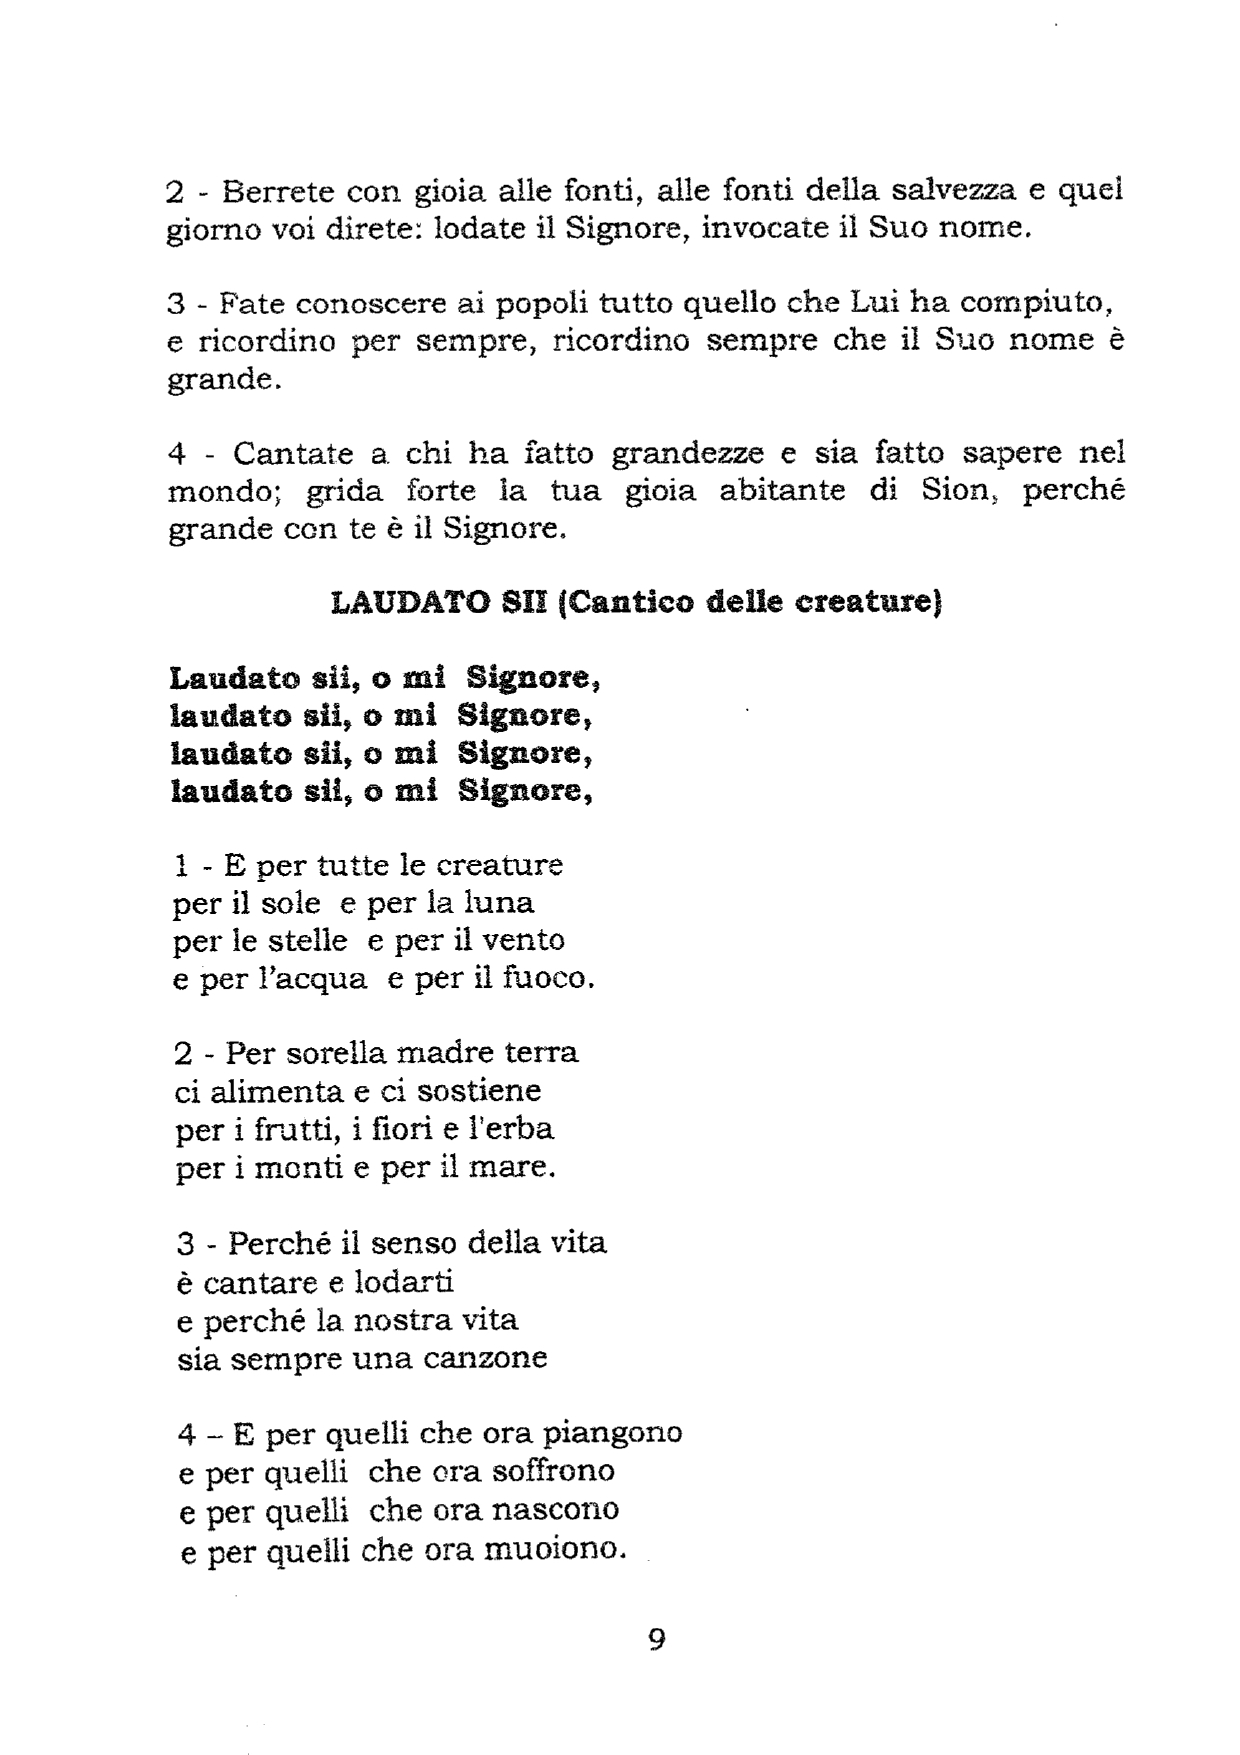 2 - Berrete con gioia alle fonti, alle fonti della salvezza e quel
giorno voi direte: lodate il Signore, invocate il Suo nome.
3 - Fate conoscere ai popoli tutto quello che Lui ha compiuto,
e ricordino per sempre, ricordino sempre che il Suo nome è
grande.
4 - Cantate a chi ha fatto grandezze e sia fatto sapere nel
mondo; grida forte la tua gioia abitante di Sion, perché
grande con te è il Signore.
LAUDATO SII (Cantico delle creature)
Laudato sii, o mi Signore,
laudato sii, o mi Signore,
laudato sii, o mi Signore,
laudato sii, o mi Signore,
1 - E per tutte le creature
per il sole e per la luna
per le stelle e per il vento
e per l'acqua e per il fuoco.
2 - Per sorella madre terra
ci alimenta e ci sostiene
per i frutti, i fiori e l'erba
per i monti e per il mare.
3 - Perché il senso della vita
è cantare e lodarti
e perché la nostra vita
sia sempre una canzone
4 – E per quelli che ora piangono
e per quelli che ora soffrono
e per quelli che ora nascono
e per quelli che ora muoiono.
9